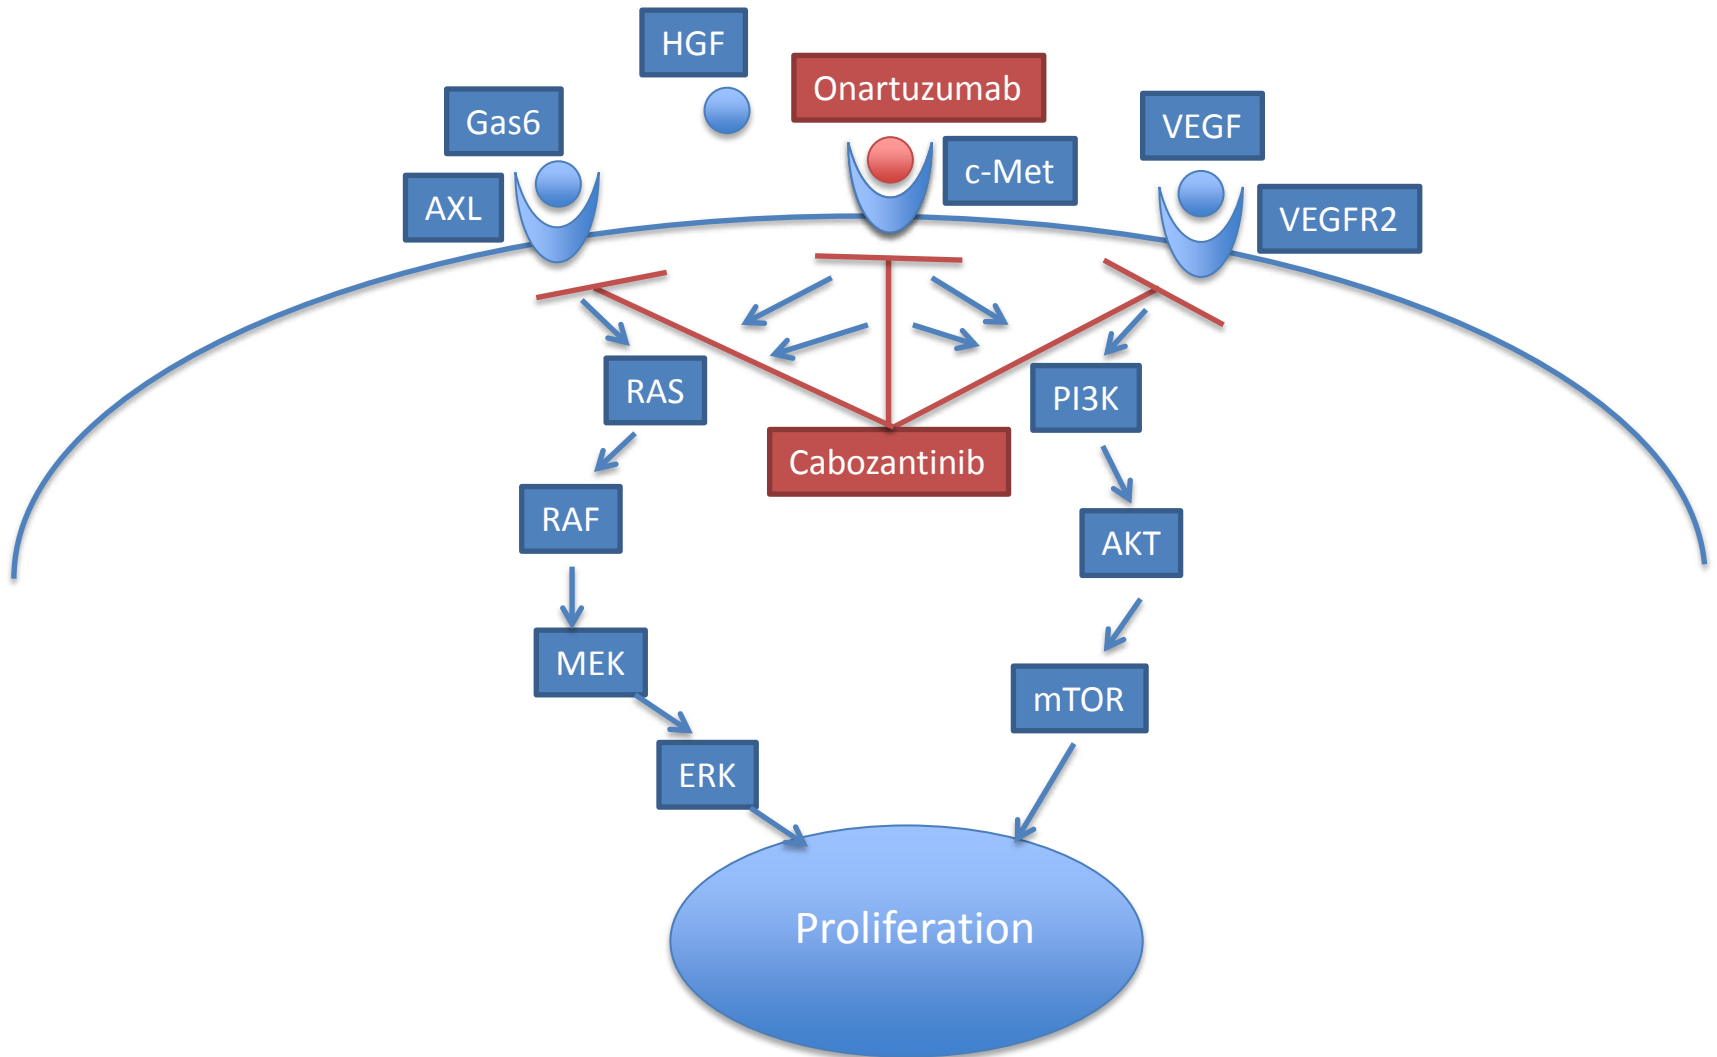 HGF
Onartuzumab
Gas6
VEGF
c-Met
AXL
VEGFR2
RAS
PI3K
Cabozantinib
RAF
AKT
MEK
mTOR
ERK
Proliferation